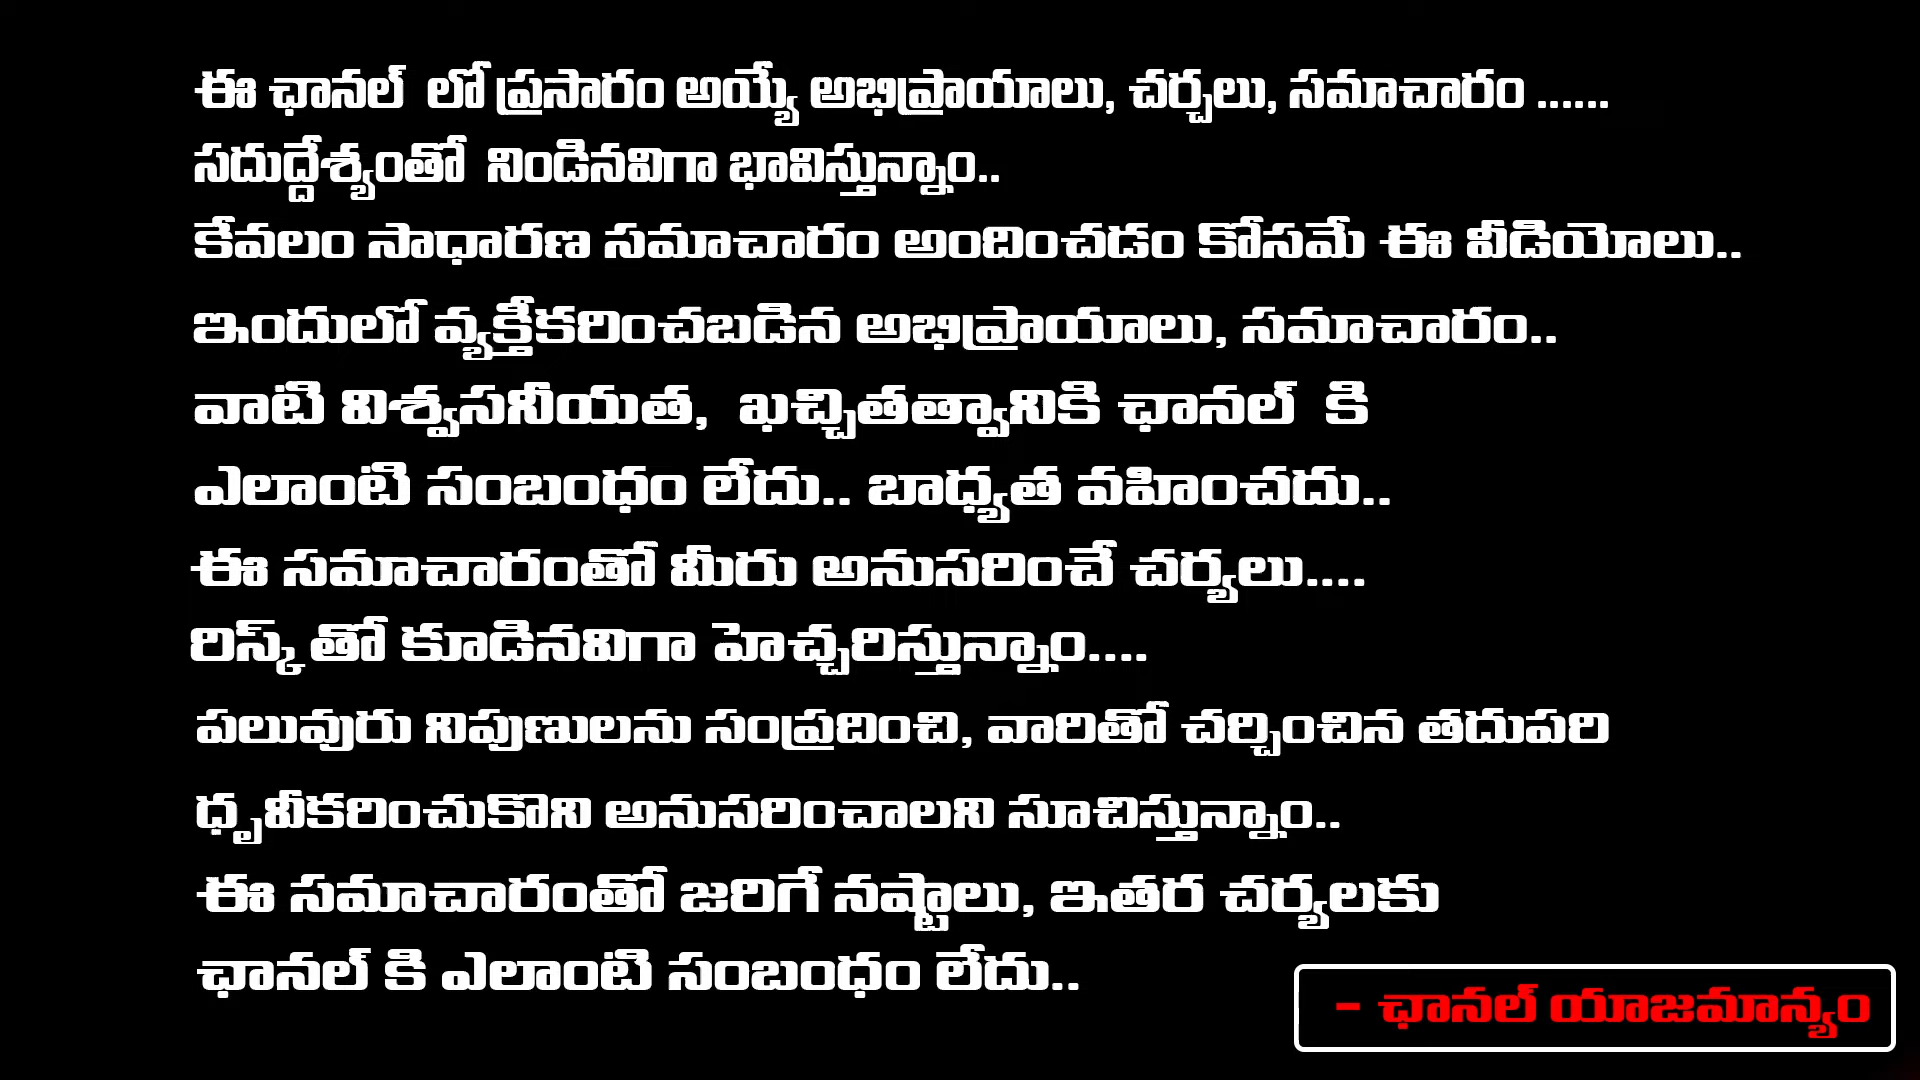 ఈ ఛానల్ లో ప్రసారం అయ్యే అభిప్రాయాలు, చర్చలు, సమాచారం ......
సదుద్దేశ్యంతో నిండినవిగా భావిస్తున్నాం..
కేవలం సాధారణ సమాచారం అందించడం కోసమే ఈ వీడియోలు..
ఇందులో వ్యక్తీకరించబడిన అభిప్రాయాలు, సమాచారం..
వాటి విశ్వసనీయత, ఖచ్చితత్వానికి ఛానల్ కి
ఎలాంటి సంబంధం లేదు.. బాధ్యత వహించదు..
ఈ సమాచారంతో మీరు అనుసరించే చర్యలు....
రిస్క్ తో కూడినవిగా హెచ్చరిస్తున్నాం....
పలువురు నిపుణులను సంప్రదించి, వారితో చర్చించిన తదుపరి
ధృవీకరించుకొని అనుసరించాలని సూచిస్తున్నాం..
ఈ సమాచారంతో జరిగే నష్టాలు, ఇతర చర్యలకు
ఛానల్ కి ఎలాంటి సంబంధం లేదు..
- ఛానల్ యాజమాన్యం